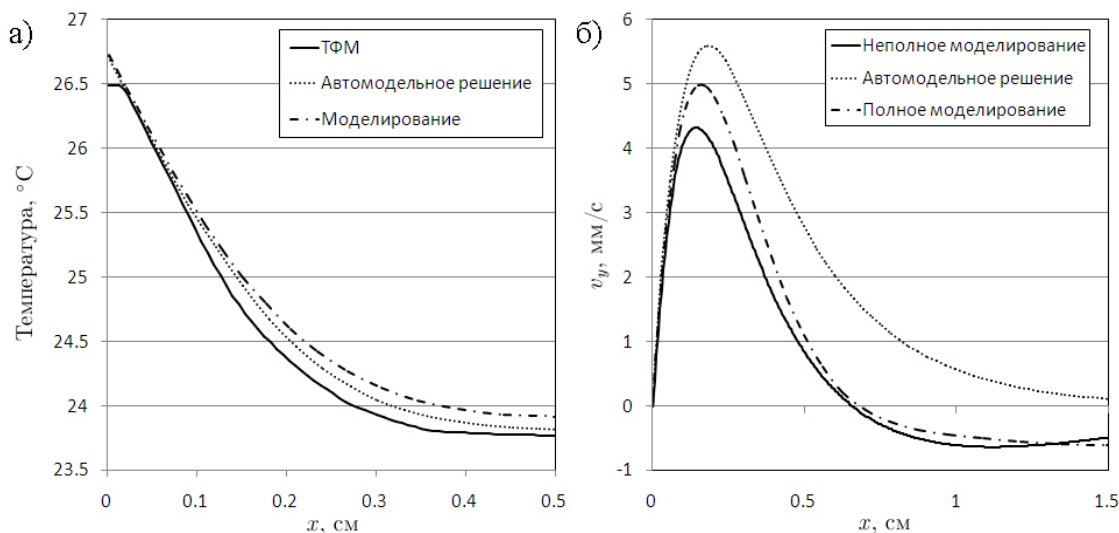 а)
Температура, °С
27
26.5
26
25.5
25
24.5
24
23.5
0
0.1
0.2
0.3
0.4
0.5
x, см
ТФМ
Автомодельное решение
Моделирование
б)
v_y, мм/с
6
5
4
3
2
1
0
-1
0
0.5
1
1.5
x, см
Неполное моделирование
Автомодельное решение
Полное моделирование